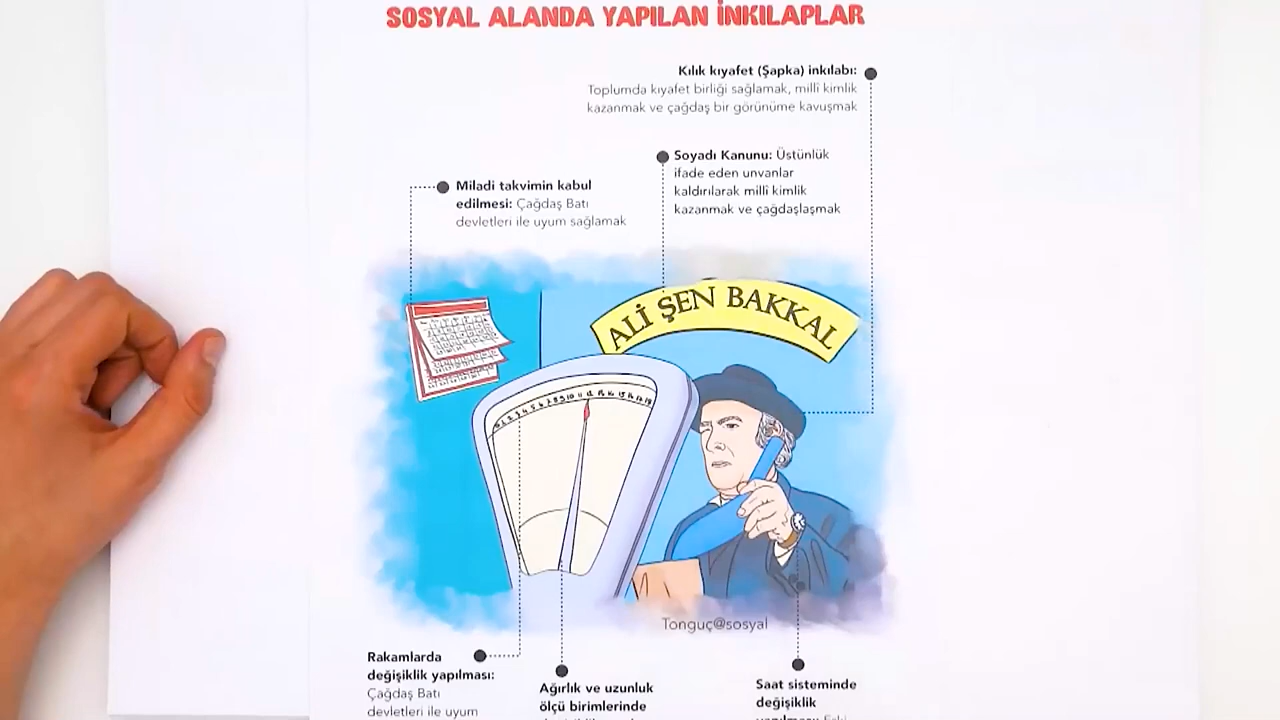 SOSYAL ALANDA YAPILAN İNKILAPLAR
Kılık kıyafet (Şapka) inkılabı:
Toplumda kıyafet birliği sağlamak, millî kimlik
kazanmak ve çağdaş bir görünüme kavuşmak
Soyadı Kanunu: Üstünlük
ifade eden unvanlar
kaldırılarak millî kimlik
kazanmak ve çağdaşlaşmak
Miladi takvimin kabul
edilmesi: Çağdaş Batı
devletleri ile uyum sağlamak
ALİ ŞEN BAKKAL
Tonguç@sosyal
Rakamlarda
değişiklik yapılması:
Çağdaş Batı
devletleri ile uyum
Ağırlık ve uzunluk
ölçü birimlerinde
Saat sisteminde
değişiklik